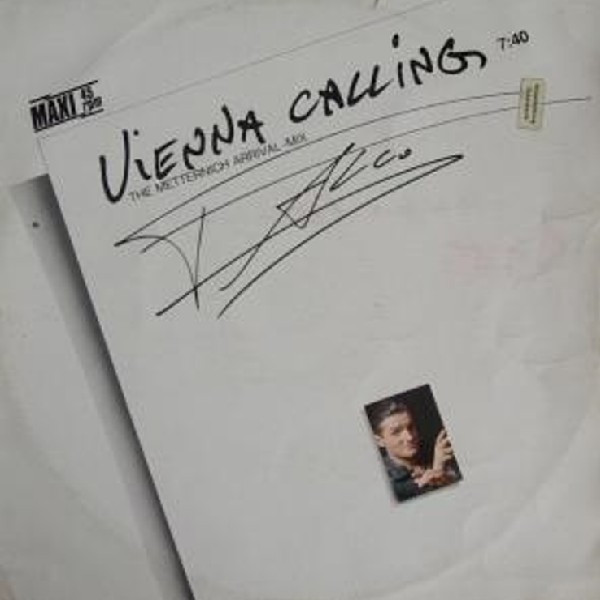 MAXI 45 RPM
VIENNA CALLING 7:40
THE METTERNICH ARRIVAL MIX
FALCO